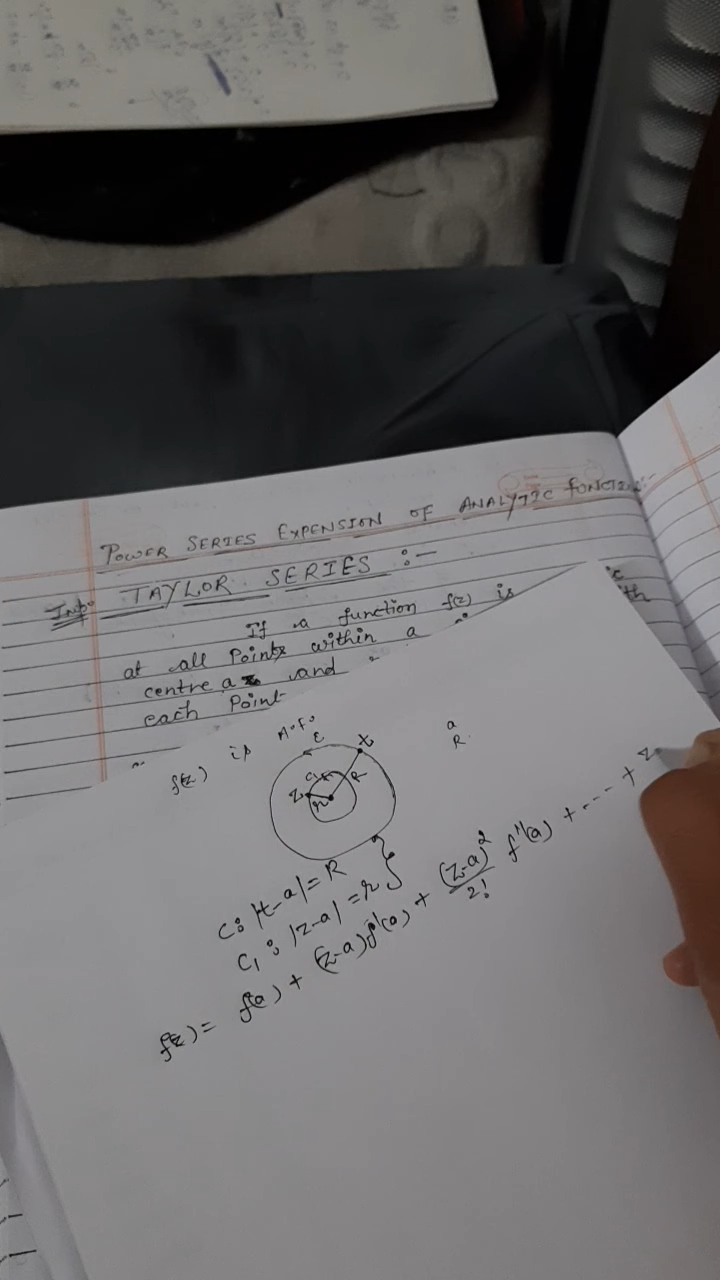 POWER SERIES EXPENSION OF ANALYTIC FUNCTION
Imp. TAYLOR SERIES :-
If a function f(z) is
at all Points within a
centre a and
each Point
f(z) is A.F.
a
R
C
t
C₁
R
z
r
C: |t-a| = R
C₁: |z-a| = r
f(z) = f(a) + (z-a)f'(a) + (z-a)²/2! f''(a) + ---- +